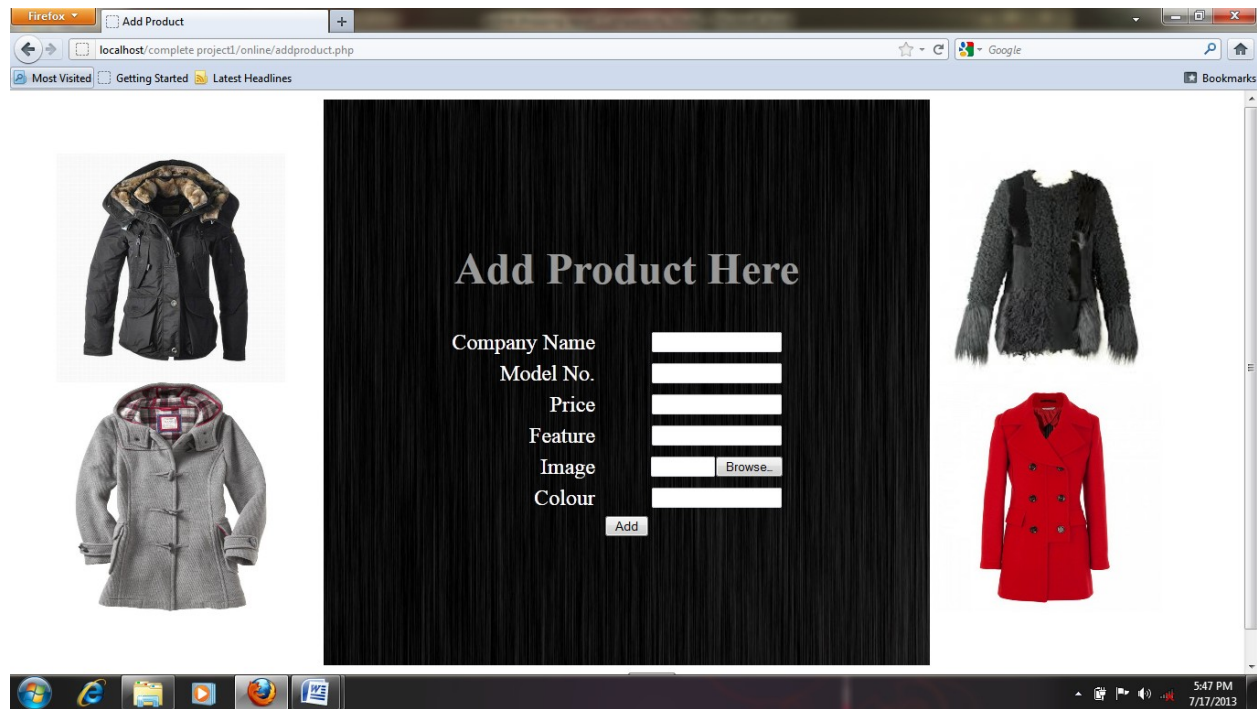 Firefox
Add Product
localhost/complete project1/online/addproduct.php
Google
Most Visited Getting Started Latest Headlines Bookmarks
Add Product Here
Company Name
Model No.
Price
Feature
Image Browse...
Colour
Add
5:47 PM
7/17/2013